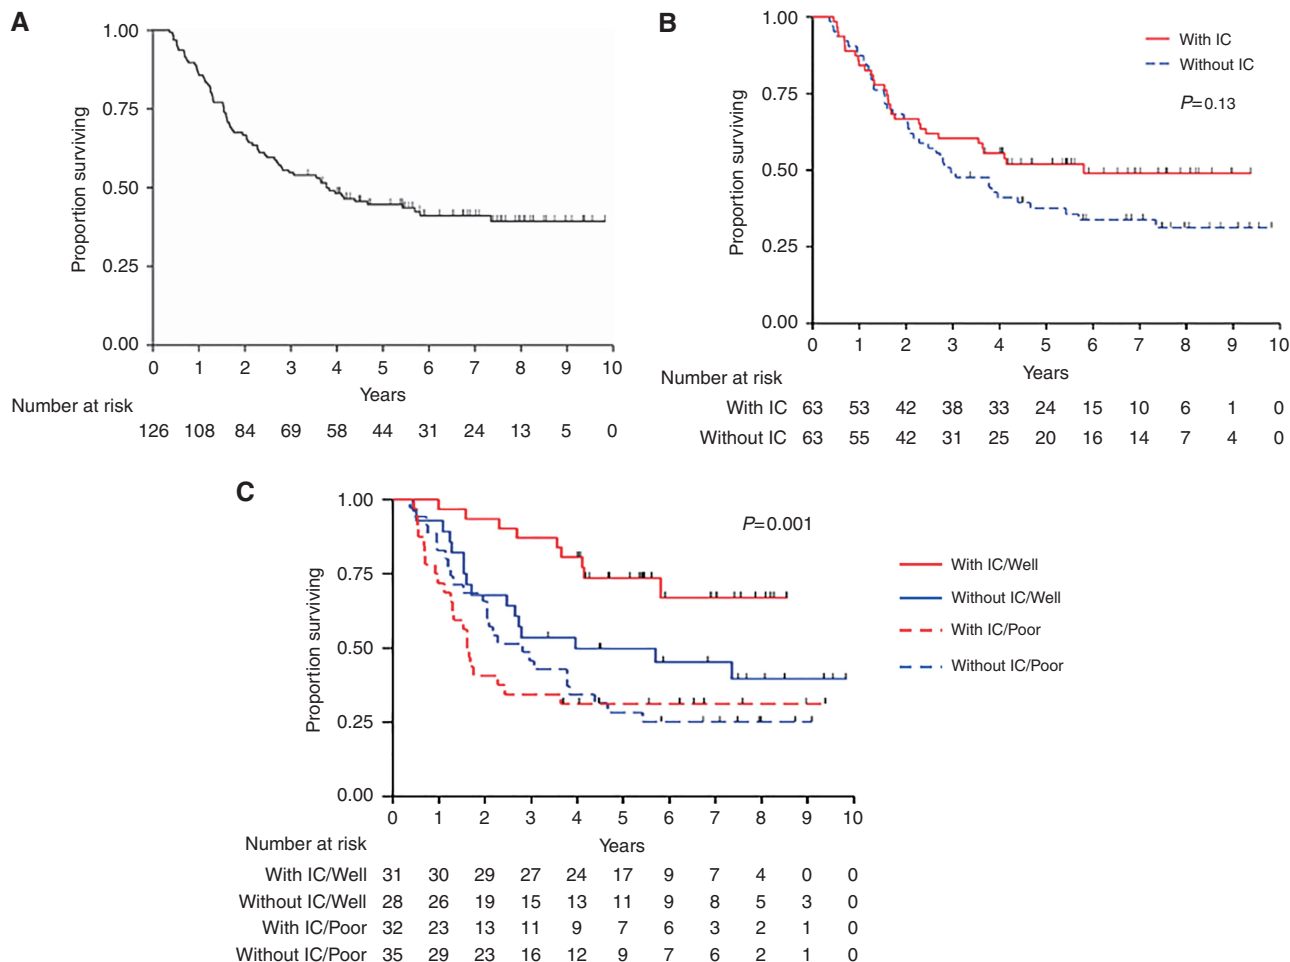 A
1.00
0.75
0.50
0.25
0.00
Proportion surviving
0 1 2 3 4 5 6 7 8 9 10
Years
Number at risk
126 108 84 69 58 44 31 24 13 5 0
B
1.00
0.75
0.50
0.25
0.00
Proportion surviving
With IC
Without IC
P=0.13
0 1 2 3 4 5 6 7 8 9 10
Years
Number at risk
With IC 63 53 42 38 33 24 15 10 6 1 0
Without IC 63 55 42 31 25 20 16 14 7 4 0
C
1.00
0.75
0.50
0.25
0.00
Proportion surviving
P=0.001
With IC/Well
Without IC/Well
With IC/Poor
Without IC/Poor
0 1 2 3 4 5 6 7 8 9 10
Years
Number at risk
With IC/Well 31 30 29 27 24 17 9 7 4 0 0
Without IC/Well 28 26 19 15 13 11 9 8 5 3 0
With IC/Poor 32 23 13 11 9 7 6 3 2 1 0
Without IC/Poor 35 29 23 16 12 9 7 6 2 1 0